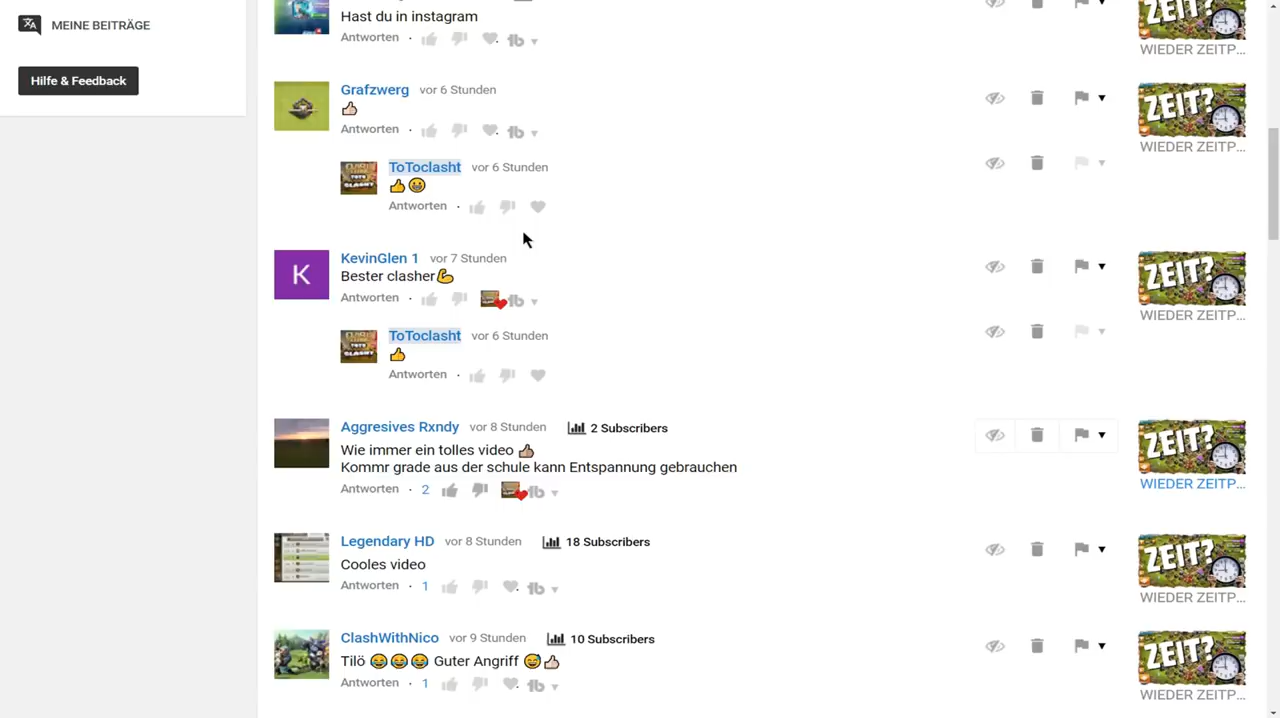 MEINE BEITRÄGE
Hilfe & Feedback
Hast du in instagram
Antworten ·
WIEDER ZEITP...
Grafzwerg vor 6 Stunden
👍🏻
Antworten ·
ZEIT?
WIEDER ZEITP...
ToToclasht vor 6 Stunden
👍😀
Antworten ·
KevinGlen 1 vor 7 Stunden
K
Bester clasher💪
Antworten ·
ZEIT?
WIEDER ZEITP...
ToToclasht vor 6 Stunden
👍
Antworten ·
Aggresives Rxndy vor 8 Stunden 2 Subscribers
Wie immer ein tolles video 👍🏽
Kommr grade aus der schule kann Entspannung gebrauchen
Antworten · 2
ZEIT?
WIEDER ZEITP...
Legendary HD vor 8 Stunden 18 Subscribers
Cooles video
Antworten · 1
ZEIT?
WIEDER ZEITP...
ClashWithNico vor 9 Stunden 10 Subscribers
Tilö 😂😂😂 Guter Angriff 😅👍🏻
Antworten · 1
ZEIT?
WIEDER ZEITP...